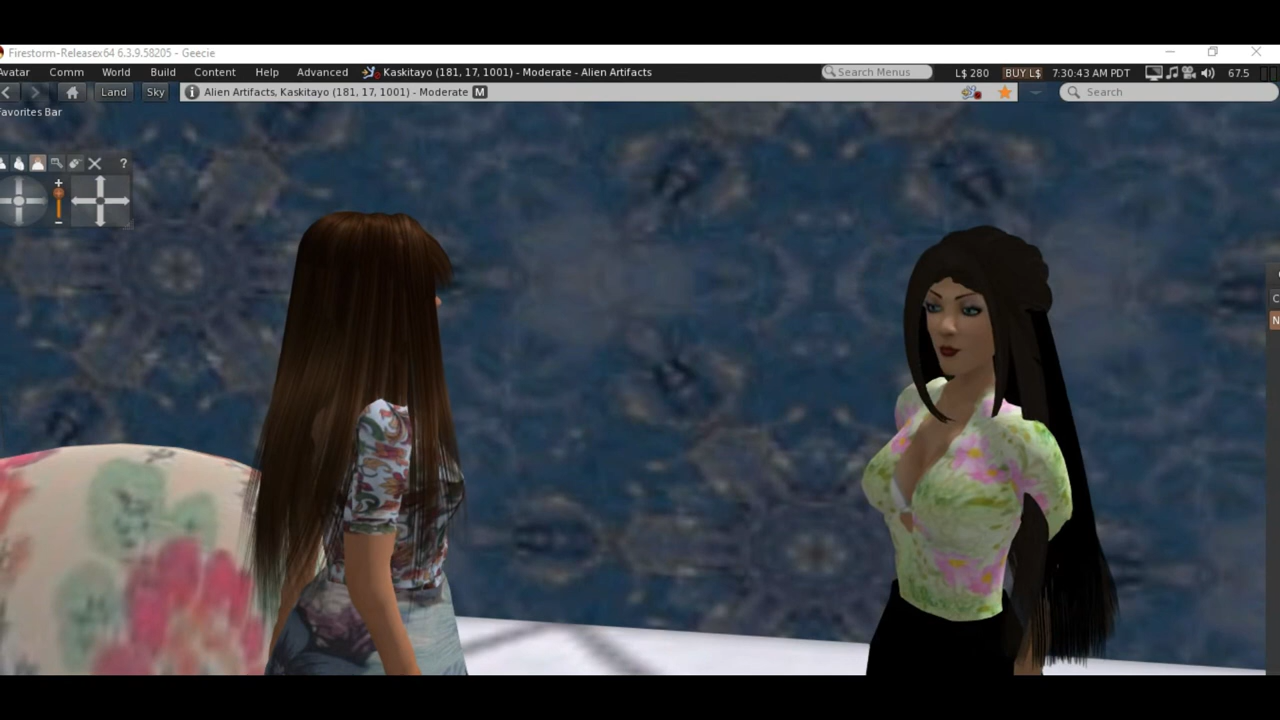 Firestorm-Releasex64 6.3.9.58205 - Geecie
Avatar Comm World Build Content Help Advanced Kaskitayo (181, 17, 1001) - Moderate - Alien Artifacts Search Menus L$ 280 BUY L$ 7:30:43 AM PDT 67.5
Land Sky Alien Artifacts, Kaskitayo (181, 17, 1001) - Moderate M Search
Favorites Bar
?
C
N